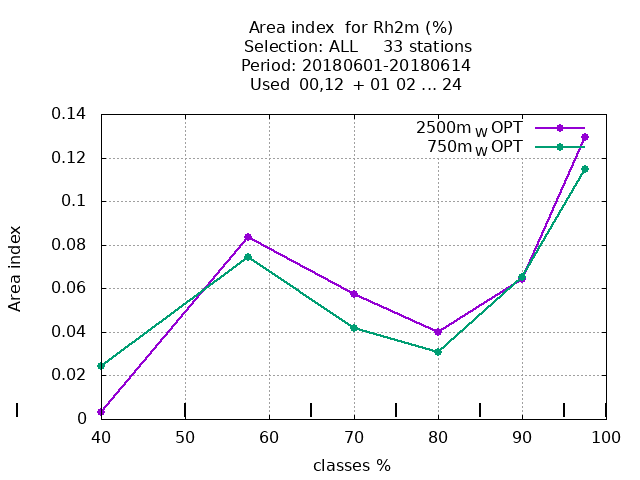 Area index  for Rh2m (%)
Selection: ALL     33 stations
Period: 20180601-20180614
Used  00,12  + 01 02 ... 24
0.14
0.12
0.1
0.08
0.06
0.04
0.02
0
Area index
2500m_W OPT
750m_W OPT
40 50 60 70 80 90 100
classes %